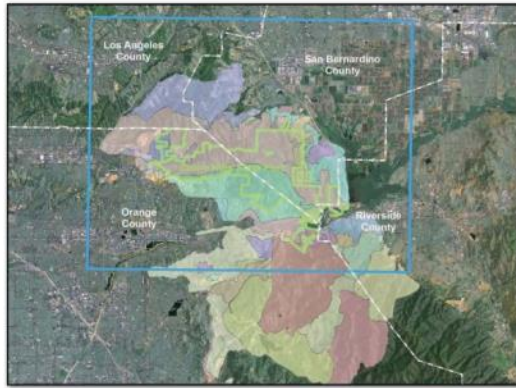 Los Angeles
County
San Bernardino
County
Orange
County
Riverside
County